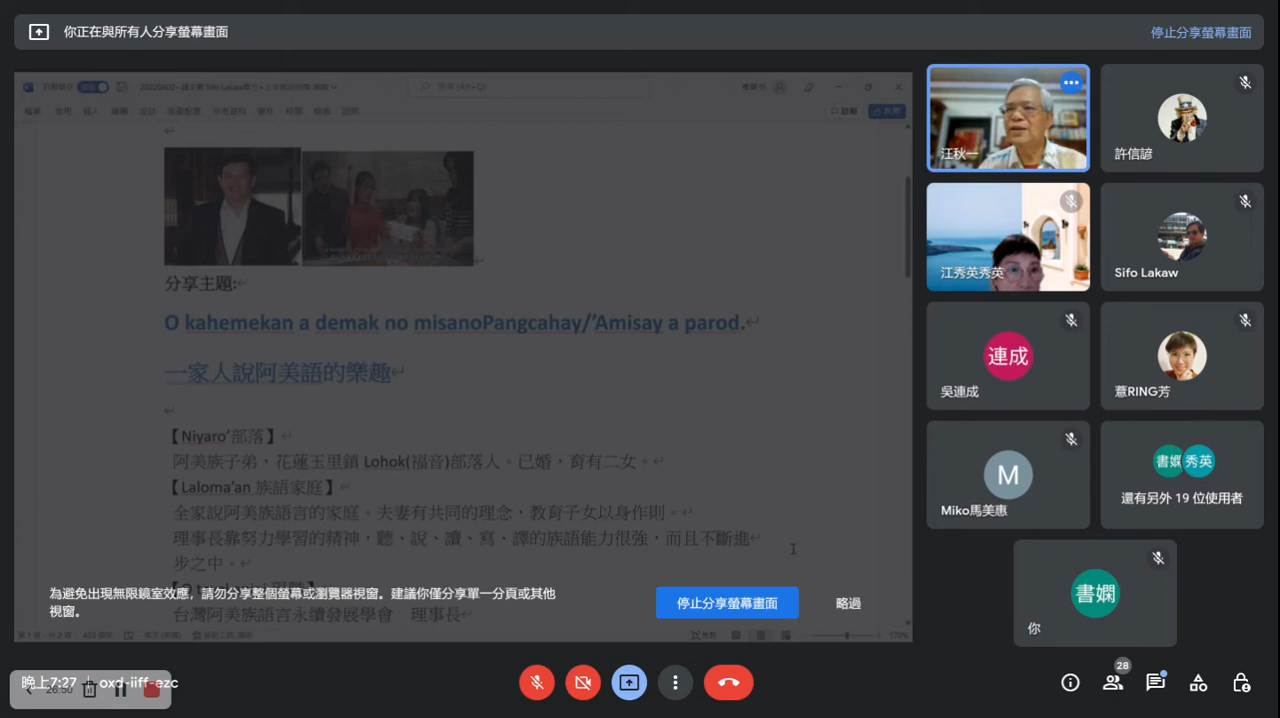 你正在與所有人分享螢幕畫面
停止分享螢幕畫面
分享主題:
O kahemekan a demak no misanoPangcahay/'Amisay a parod.
一家人說阿美語的樂趣
【Niyaro' 部落】
阿美族子弟，花蓮玉里鎮 Lohok(福音)部落人。已婚，育有二女。
【Laloma'an 族語家庭】
全家說阿美族語言的家庭。夫妻有共同的理念，教育子女以身作則。
理事長靠努力學習的精神，聽、說、讀、寫、譯的族語能力很強，而且不斷進
步之中。
台灣阿美族語言永續發展學會 理事長
為避免出現無限鏡室效應，請勿分享整個螢幕或瀏覽器視窗。建議你僅分享單一分頁或其他
視窗。
停止分享螢幕畫面
略過
170%
汪秋一
許信諺
江秀英秀英
Sifo Lakaw
連成
吳連成
薏RING芳
M
Miko馬美惠
書嫻
秀英
還有另外 19 位使用者
書嫻
你
晚上7:27
oxd-iiff-ezc
26:50
28